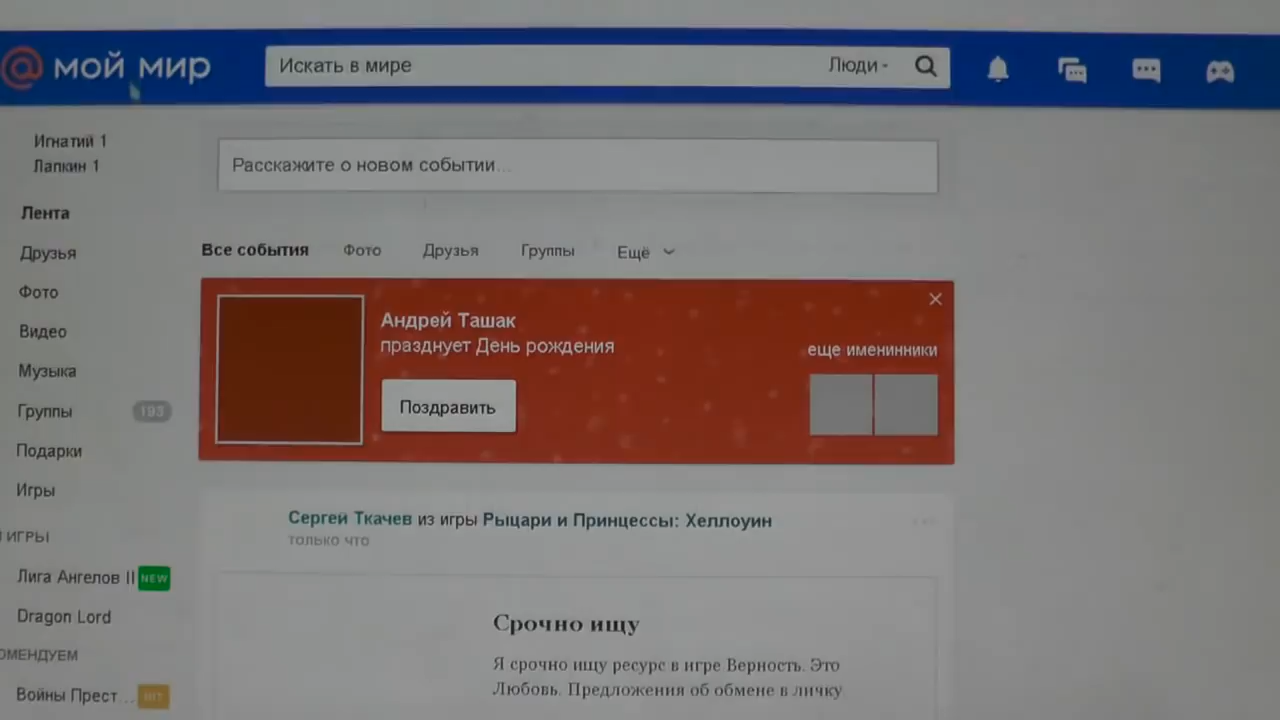 @ мой мир
Искать в мире
Люди
Игнатий 1
Лапкин 1
Расскажите о новом событии...
Лента
Друзья
Фото
Видео
Музыка
Группы 193
Подарки
Игры
ИГРЫ
Лига Ангелов II NEW
Dragon Lord
ОМЕНДУЕМ
Войны Прест... HIT
Все события Фото Друзья Группы Ещё
Андрей Ташак
празднует День рождения
Поздравить
еще именинники
Сергей Ткачев из игры Рыцари и Принцессы: Хеллоуин
только что
Срочно ищу
Я срочно ищу ресурс в игре Верность. Это
Любовь. Предложения об обмене в личку